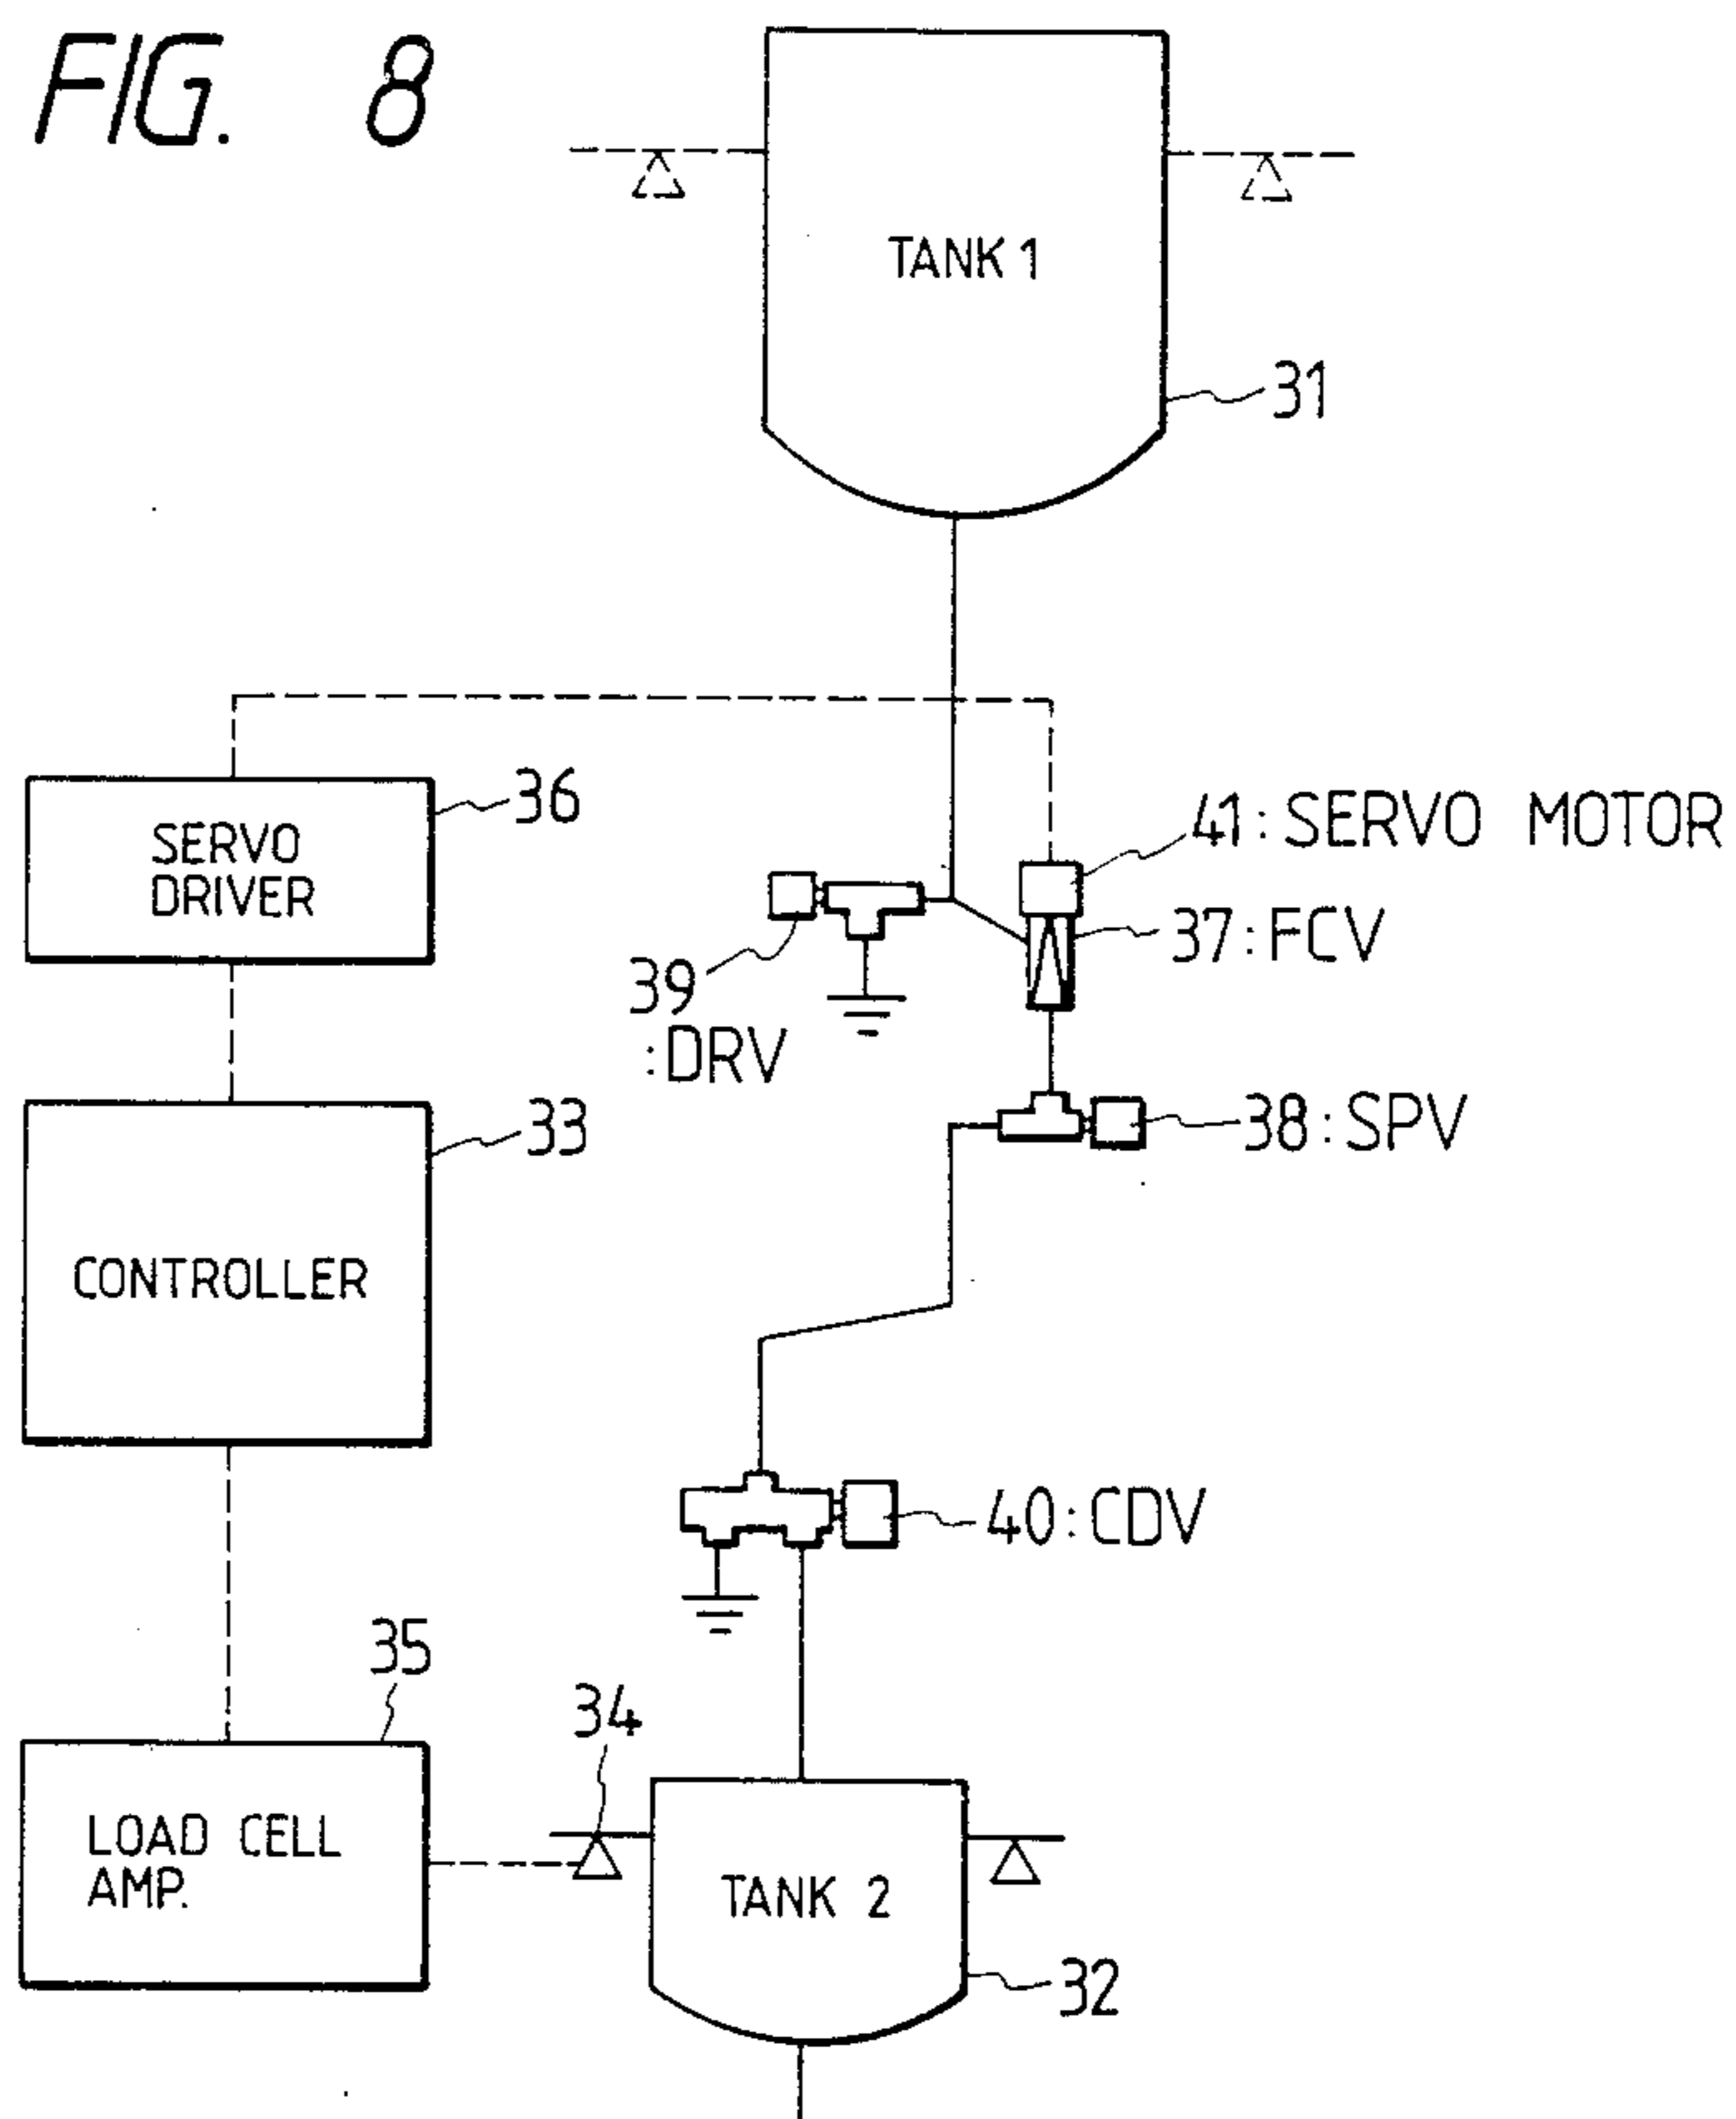 FIG. 8
TANK 1
31
36
SERVO
DRIVER
41: SERVO MOTOR
37: FCV
39
: DRV
33
38: SPV
CONTROLLER
40: CDV
35
34
LOAD CELL
AMP.
TANK 2
32